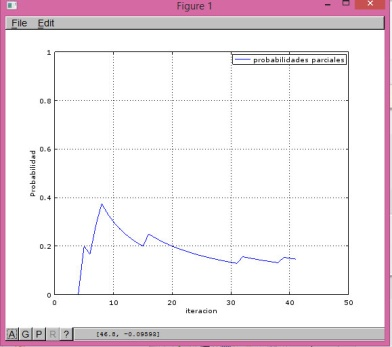 Figure 1
File Edit
probabilidades parciales
1
0.8
0.6
0.4
0.2
0
Probabilidad
0 10 20 30 40 50
iteracion
A G P R ? [46.8, -0.09593]